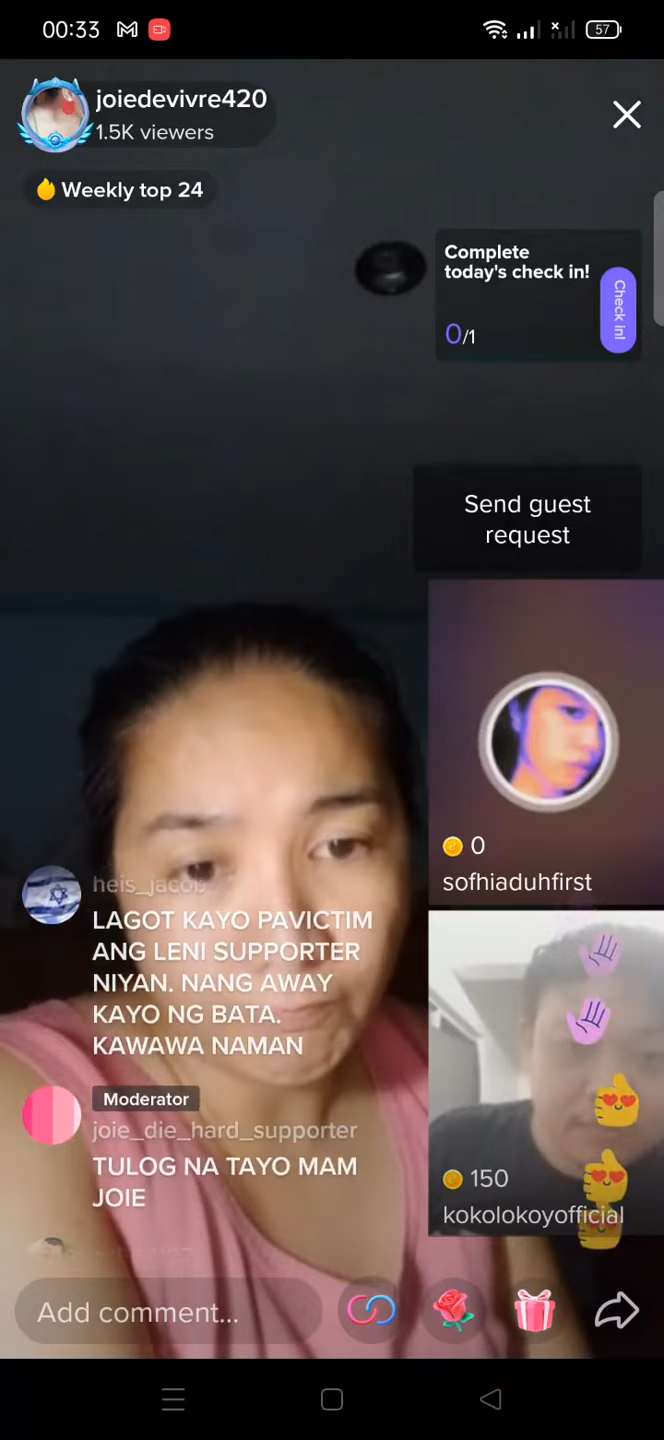 00:33
57
joiedevivre420
1.5K viewers
Weekly top 24
Complete
today's check in!
0/1
Check in!
Send guest
request
0
sofhiaduhfirst
heis_jacob
LAGOT KAYO PAVICTIM
ANG LENI SUPPORTER
NIYAN. NANG AWAY
KAYO NG BATA.
KAWAWA NAMAN
Moderator
joie_die_hard_supporter
TULOG NA TAYO MAM
JOIE
150
kokolokoyofficial
Add comment...